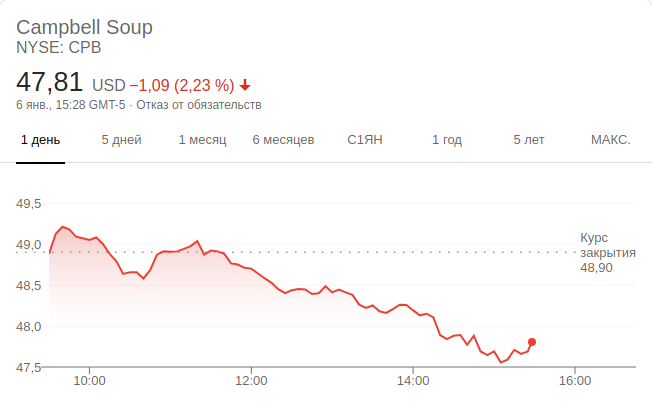 Campbell Soup
NYSE: CPB
47,81 USD −1,09 (2,23 %)
6 янв., 15:28 GMT-5 · Отказ от обязательств
1 день 5 дней 1 месяц 6 месяцев С1ЯН 1 год 5 лет МАКС.
49,5
49,0
48,5
48,0
47,5
Курс
закрытия
48,90
10:00 12:00 14:00 16:00